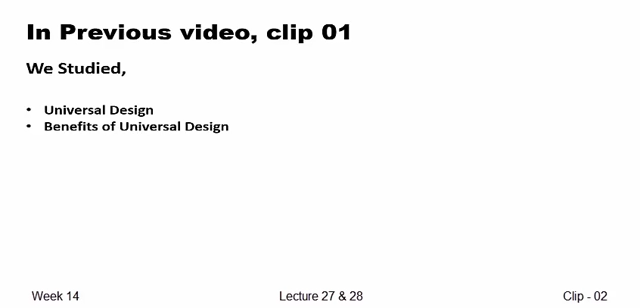 In Previous video, clip 01
We Studied,
• Universal Design
• Benefits of Universal Design
Week 14
Lecture 27 & 28
Clip - 02